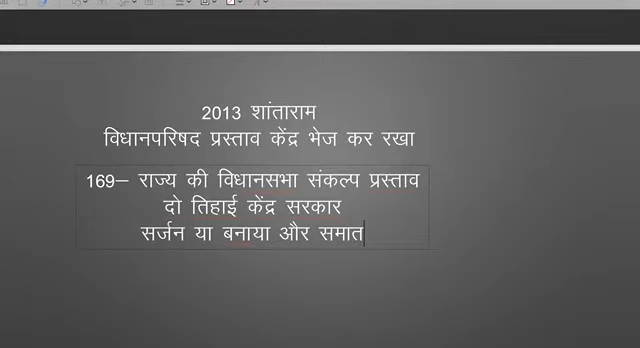 2013 शांताराम
विधानपरिषद प्रस्ताव केंद्र भेज कर रखा
169– राज्य की विधानसभा संकल्प प्रस्ताव
दो तिहाई केंद्र सरकार
सर्जन या बनाया और समात